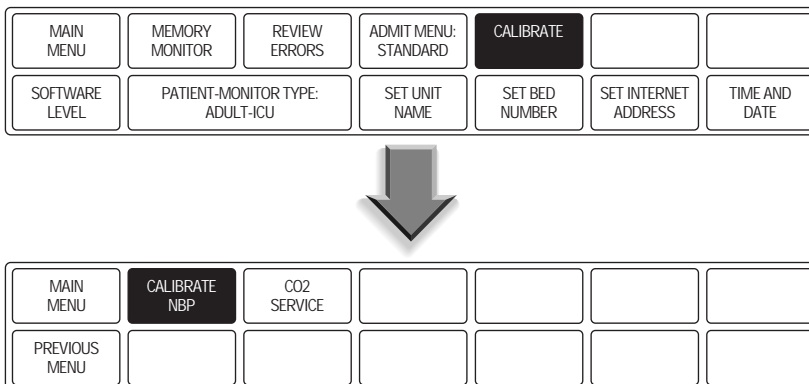 MAIN
MENU
MEMORY
MONITOR
REVIEW
ERRORS
ADMIT MENU:
STANDARD
CALIBRATE
SOFTWARE
LEVEL
PATIENT-MONITOR TYPE:
ADULT-ICU
SET UNIT
NAME
SET BED
NUMBER
SET INTERNET
ADDRESS
TIME AND
DATE
MAIN
MENU
CALIBRATE
NBP
CO2
SERVICE
PREVIOUS
MENU